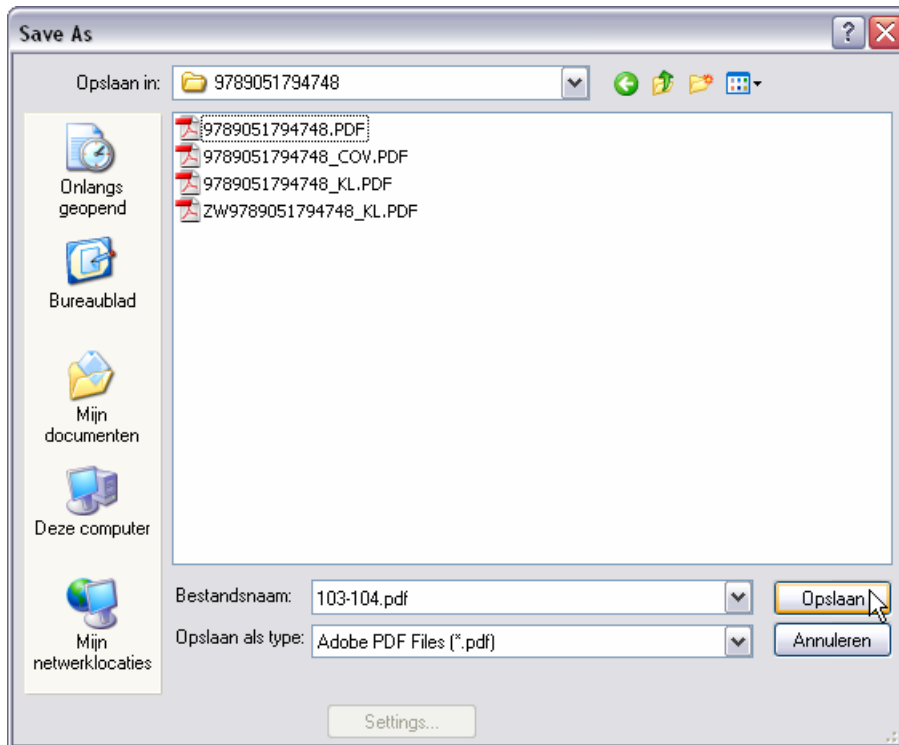 Save As
Opslaan in:
9789051794748
9789051794748.PDF
9789051794748_COV.PDF
9789051794748_KL.PDF
ZW9789051794748_KL.PDF
Onlangs
geopend
Bureaublad
Mijn
documenten
Deze computer
Mijn
netwerklocaties
Bestandsnaam:
103-104.pdf
Opslaan
Opslaan als type:
Adobe PDF Files (*.pdf)
Annuleren
Settings...